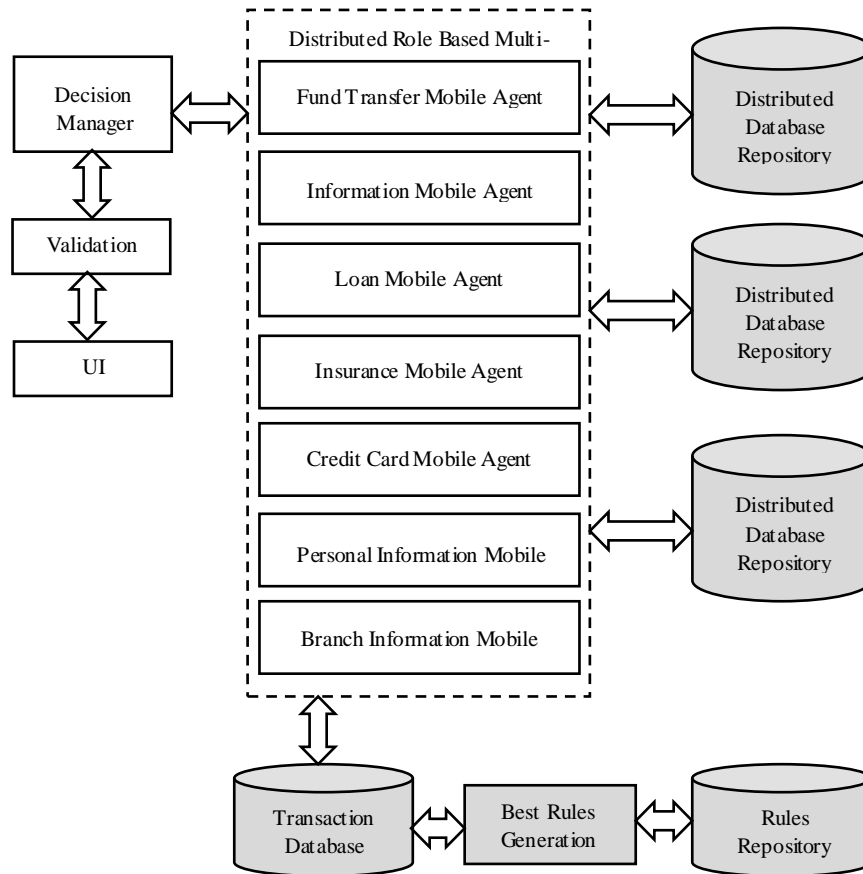 Distributed Role Based Multi-
Decision
Manager
Validation
UI
Fund Transfer Mobile Agent
Information Mobile Agent
Loan Mobile Agent
Insurance Mobile Agent
Credit Card Mobile Agent
Personal Information Mobile
Branch Information Mobile
Distributed
Database
Repository
Distributed
Database
Repository
Distributed
Database
Repository
Transaction
Database
Best Rules
Generation
Rules
Repository